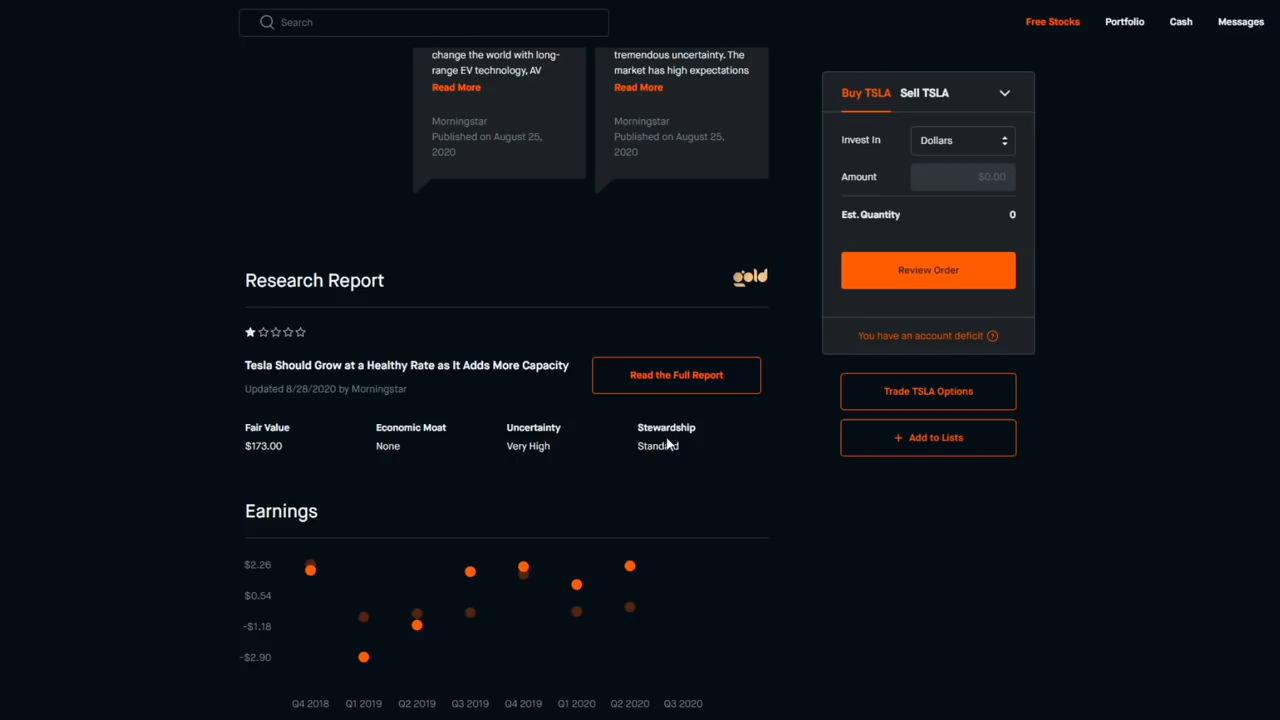 Search
Free Stocks
Portfolio
Cash
Messages
change the world with long-
range EV technology, AV
Read More
Morningstar
Published on August 25,
2020
tremendous uncertainty. The
market has high expectations
Read More
Morningstar
Published on August 25,
2020
Buy TSLA
Sell TSLA
Invest In
Dollars
Amount
$0.00
Est. Quantity
0
Review Order
You have an account deficit ?
Trade TSLA Options
+ Add to Lists
Research Report
gold
Tesla Should Grow at a Healthy Rate as It Adds More Capacity
Updated 8/28/2020 by Morningstar
Read the Full Report
Fair Value
$173.00
Economic Moat
None
Uncertainty
Very High
Stewardship
Standard
Earnings
$2.26
$0.54
-$1.18
-$2.90
Q4 2018 Q1 2019 Q2 2019 Q3 2019 Q4 2019 Q1 2020 Q2 2020 Q3 2020